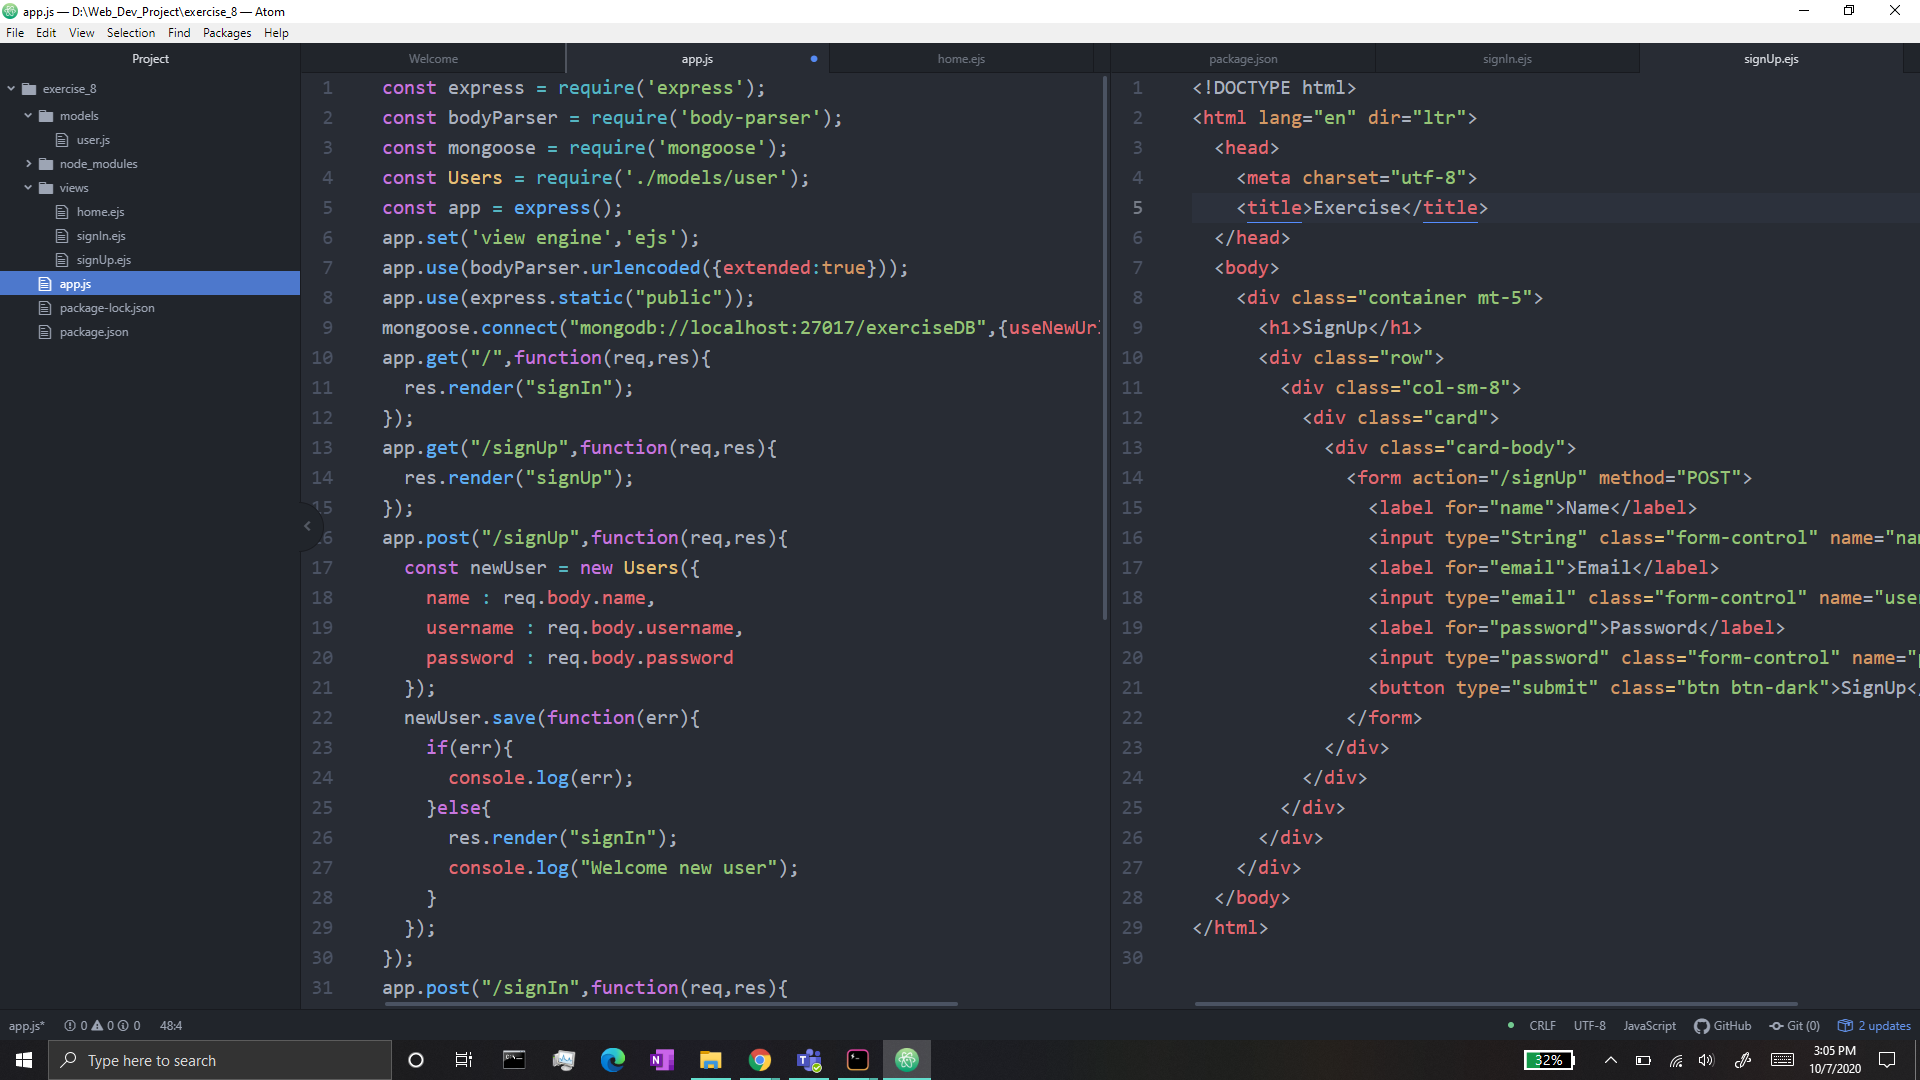 app.js — D:\Web_Dev_Project\exercise_8 — Atom
File Edit View Selection Find Packages Help
Project
exercise_8
models
user.js
node_modules
views
home.ejs
signIn.ejs
signUp.ejs
app.js
package-lock.json
package.json
Welcome app.js home.ejs
1 const express = require('express');
2 const bodyParser = require('body-parser');
3 const mongoose = require('mongoose');
4 const Users = require('./models/user');
5 const app = express();
6 app.set('view engine','ejs');
7 app.use(bodyParser.urlencoded({extended:true}));
8 app.use(express.static("public"));
9 mongoose.connect("mongodb://localhost:27017/exerciseDB",{useNewUr
10 app.get("/",function(req,res){
11 res.render("signIn");
12 });
13 app.get("/signUp",function(req,res){
14 res.render("signUp");
15 });
16 app.post("/signUp",function(req,res){
17 const newUser = new Users({
18 name : req.body.name,
19 username : req.body.username,
20 password : req.body.password
21 });
22 newUser.save(function(err){
23 if(err){
24 console.log(err);
25 }else{
26 res.render("signIn");
27 console.log("Welcome new user");
28 }
29 });
30 });
31 app.post("/signIn",function(req,res){
package.json signIn.ejs signUp.ejs
1 <!DOCTYPE html>
2 <html lang="en" dir="ltr">
3 <head>
4 <meta charset="utf-8">
5 <title>Exercise</title>
6 </head>
7 <body>
8 <div class="container mt-5">
9 <h1>SignUp</h1>
10 <div class="row">
11 <div class="col-sm-8">
12 <div class="card">
13 <div class="card-body">
14 <form action="/signUp" method="POST">
15 <label for="name">Name</label>
16 <input type="String" class="form-control" name="na
17 <label for="email">Email</label>
18 <input type="email" class="form-control" name="use
19 <label for="password">Password</label>
20 <input type="password" class="form-control" name="p
21 <button type="submit" class="btn btn-dark">SignUp<
22 </form>
23 </div>
24 </div>
25 </div>
26 </div>
27 </div>
28 </body>
29 </html>
30
app.js* 0 0 0 48:4
CRLF UTF-8 JavaScript GitHub Git (0) 2 updates
Type here to search
32%
3:05 PM
10/7/2020